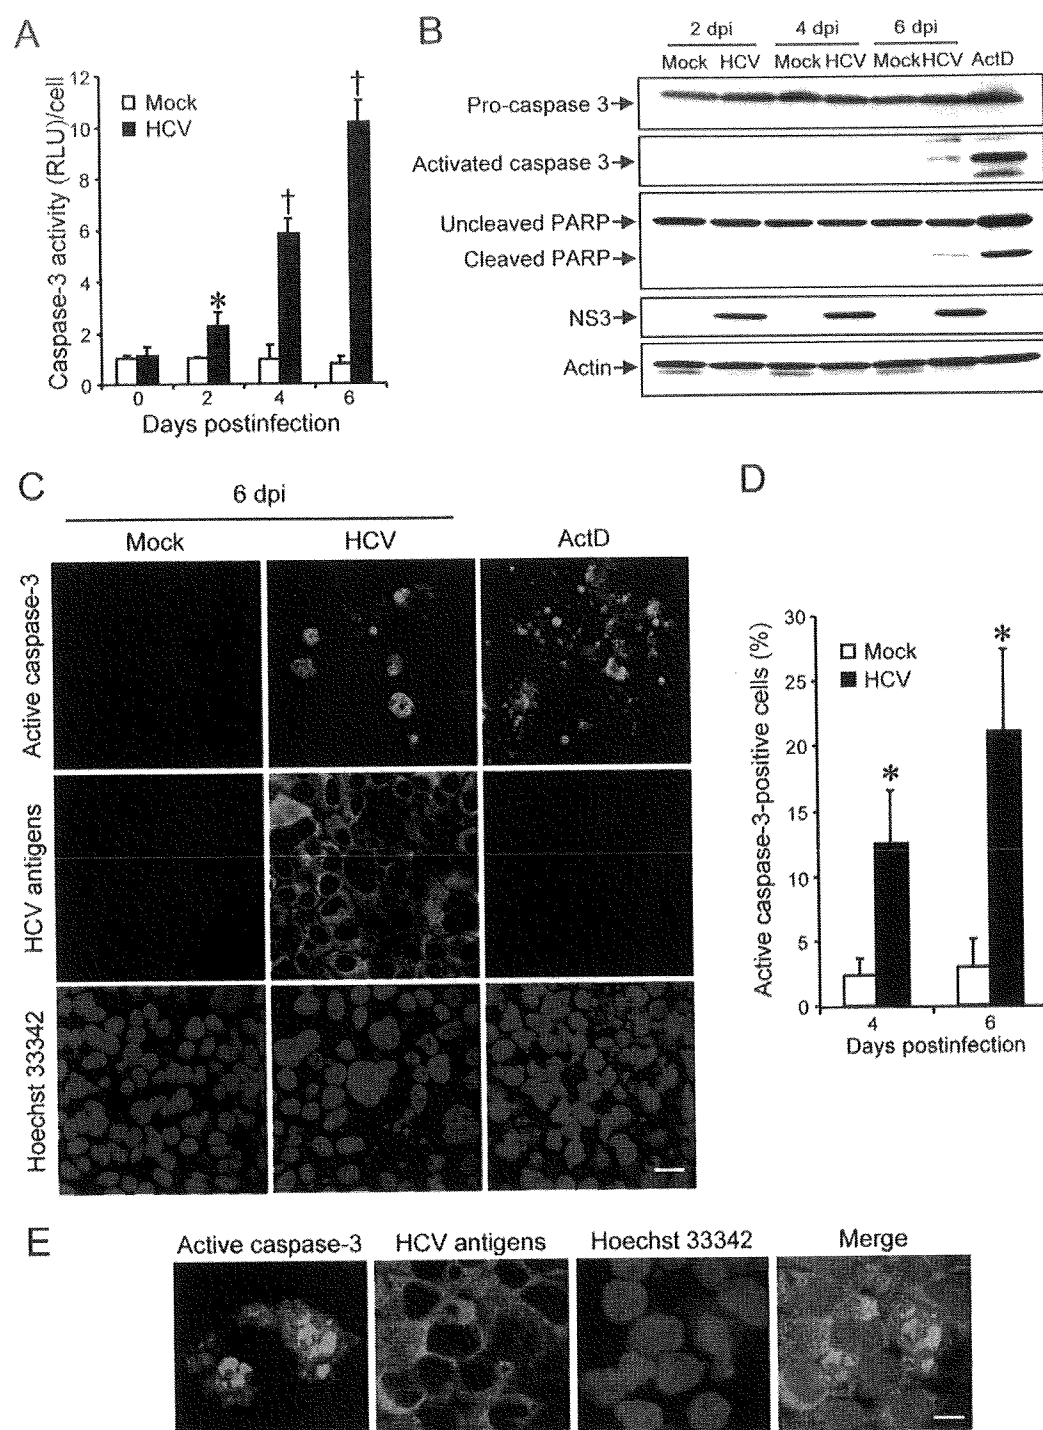 A
Caspase-3 activity (RLU)/cell
12
10
8
6
4
2
0
Mock
HCV
*
†
†
0 2 4 6
Days postinfection
B
2 dpi 4 dpi 6 dpi
Mock HCV Mock HCV Mock HCV ActD
Pro-caspase 3
Activated caspase 3
Uncleaved PARP
Cleaved PARP
NS3
Actin
C
6 dpi
Mock HCV ActD
Active caspase-3
HCV antigens
Hoechst 33342
D
Active caspase-3-positive cells (%)
30
25
20
15
10
5
0
Mock
HCV
*
*
4 6
Days postinfection
E
Active caspase-3 HCV antigens Hoechst 33342 Merge